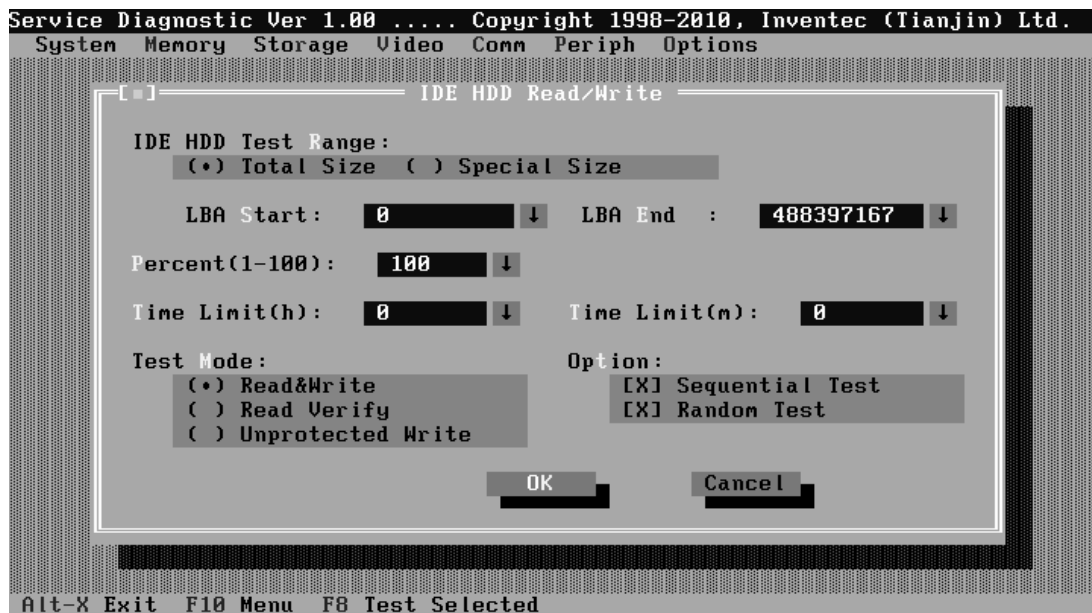 Service Diagnostic Ver 1.00 ..... Copyright 1998-2010, Inventec (Tianjin) Ltd.
System Memory Storage Video Comm Periph Options
[■] IDE HDD Read/Write
IDE HDD Test Range:
(•) Total Size ( ) Special Size
LBA Start: 0 ↓ LBA End : 488397167 ↓
Percent(1-100): 100 ↓
Time Limit(h): 0 ↓ Time Limit(m): 0 ↓
Test Mode: Option:
(•) Read&Write [X] Sequential Test
( ) Read Verify [X] Random Test
( ) Unprotected Write
OK Cancel
Alt-X Exit F10 Menu F8 Test Selected